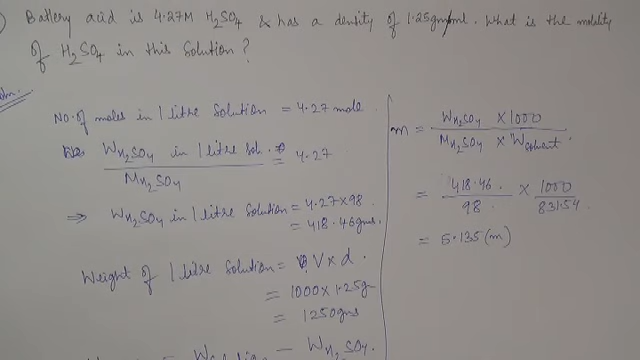 Battery acid is 4.27M H2SO4 & has a density of 1.25gm/ml. What is the molality
of H2SO4 in this solution?
Soln.
No. of moles in 1 litre solution = 4.27 mole.
WH2SO4 in 1 litre sol. = 4.27
MH2SO4
⇒ WH2SO4 in 1 litre solution = 4.27×98
= 418.46gms.
Weight of 1 litre solution = V×d.
= 1000×1.25g
= 1250gms
- WH2SO4.
m = WH2SO4 × 1000
MH2SO4 × Wsolvent.
= 418.46. × 1000
98. 831.54.
= 5.135 (m)